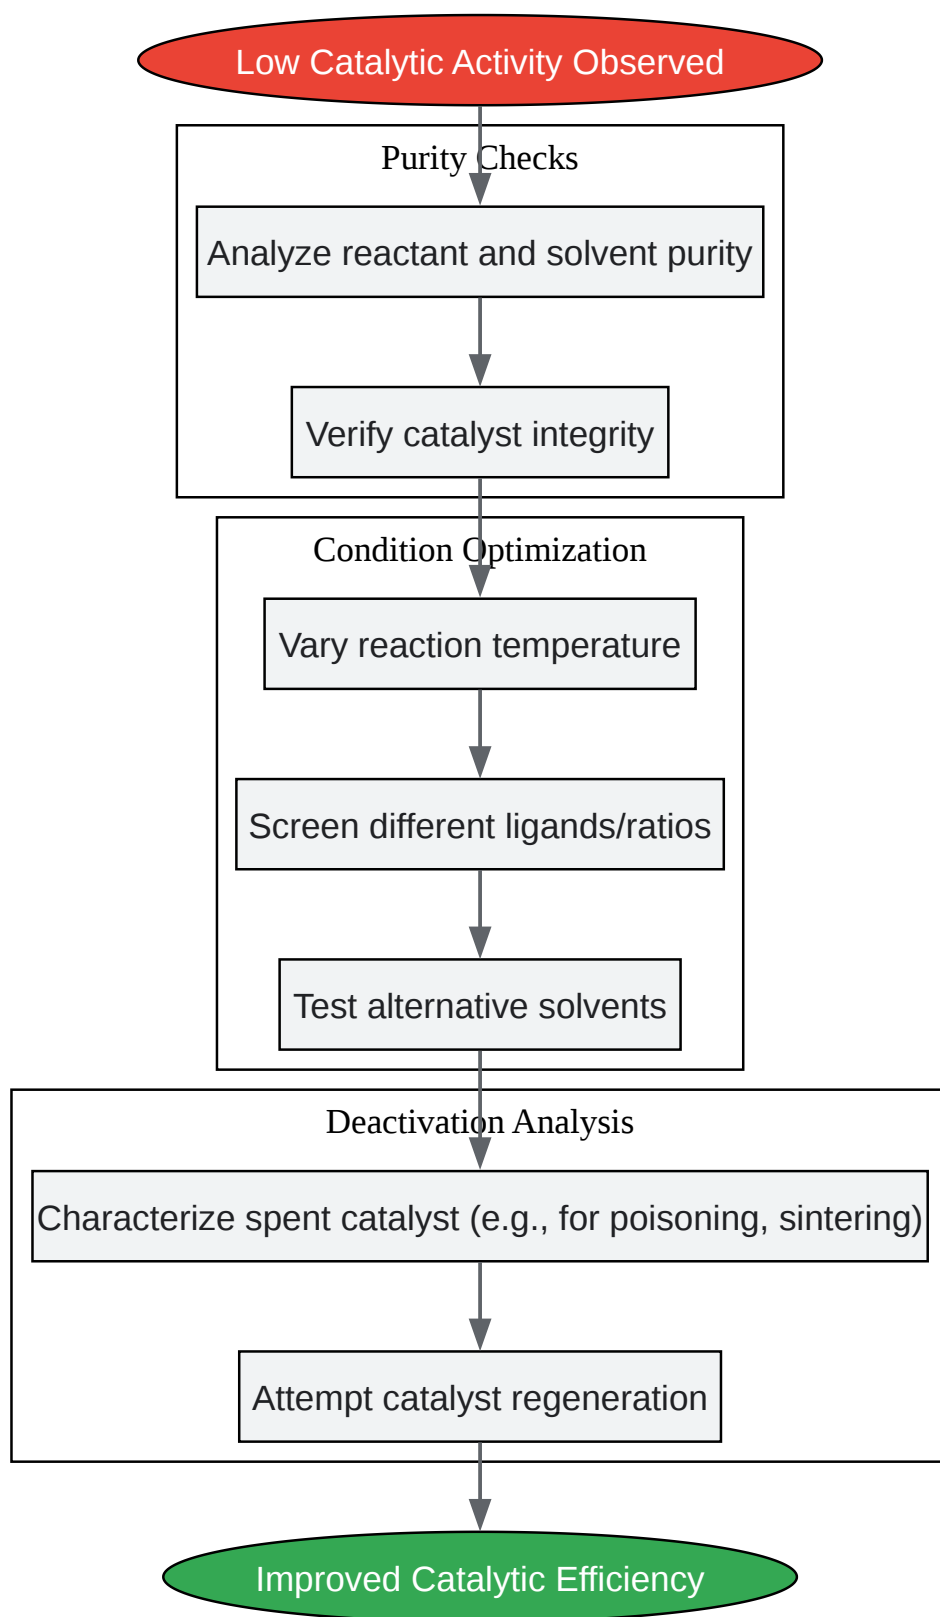 Low Catalytic Activity Observed
Purity Checks
Analyze reactant and solvent purity
Verify catalyst integrity
Condition Optimization
Vary reaction temperature
Screen different ligands/ratios
Test alternative solvents
Deactivation Analysis
Characterize spent catalyst (e.g., for poisoning, sintering)
Attempt catalyst regeneration
Improved Catalytic Efficiency